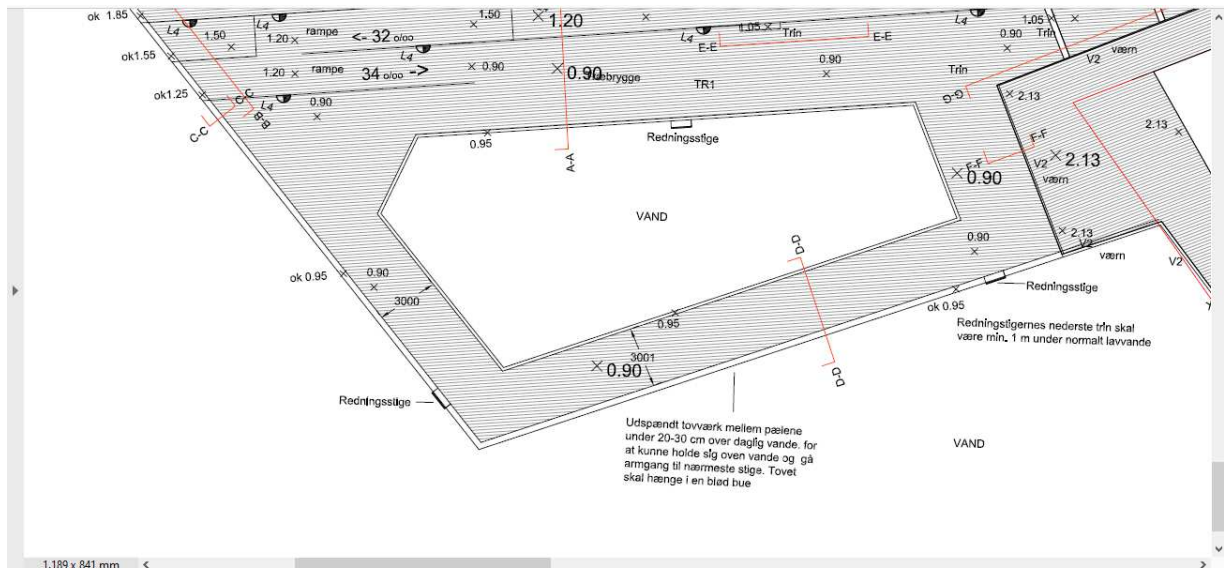 ok 1.85
L4
L4
1.50
1.50
1.20
ok1.55
1.20
rampe
<- 32 o/oo
L4
L4
1.05
Trin
E-E
E-E
L4
1.05
Trin
0.90
V2
værn
1.20
rampe
34 o/oo ->
0.90
0.90
TR1
0.90
Trin
ok1.25
L4
0.90
C-C
C-C
B-B
B-B
G-G
2.13
2.13
0.95
A-A
Redningsstige
F-F
F-F
V2
værn
2.13
0.90
VAND
2.13
0.90
V2
værn
V2
D-D
ok 0.95
0.90
3000
Redningsstige
ok 0.95
0.95
Redningstigernes nederste trin skal
være min. 1 m under normalt lavvande
3001
0.90
D-D
Redningsstige
Udspændt tovværk mellem pælene
under 20-30 cm over daglig vande. for
at kunne holde sig oven vande og gå
armgang til nærmeste stige. Tovet
skal hænge i en blød bue
VAND
1.189 x 841 mm